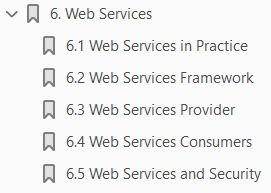 6. Web Services
6.1 Web Services in Practice
6.2 Web Services Framework
6.3 Web Services Provider
6.4 Web Services Consumers
6.5 Web Services and Security